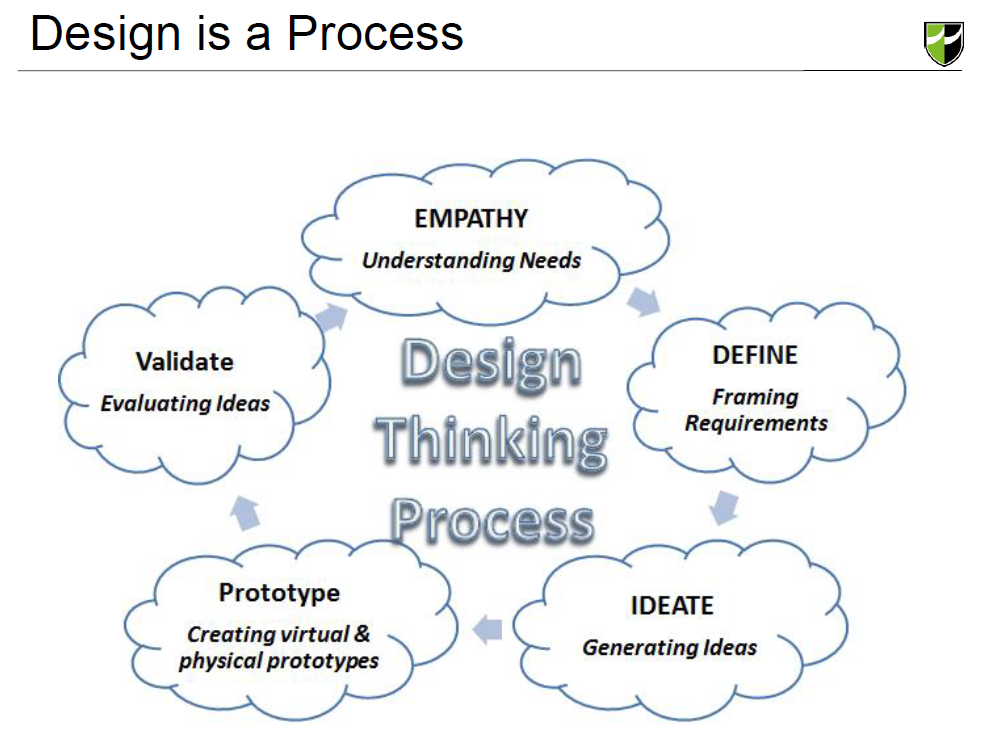 Design is a Process
EMPATHY
Understanding Needs
DEFINE
Framing
Requirements
IDEATE
Generating Ideas
Prototype
Creating virtual &
physical prototypes
Validate
Evaluating Ideas
Design
Thinking
Process